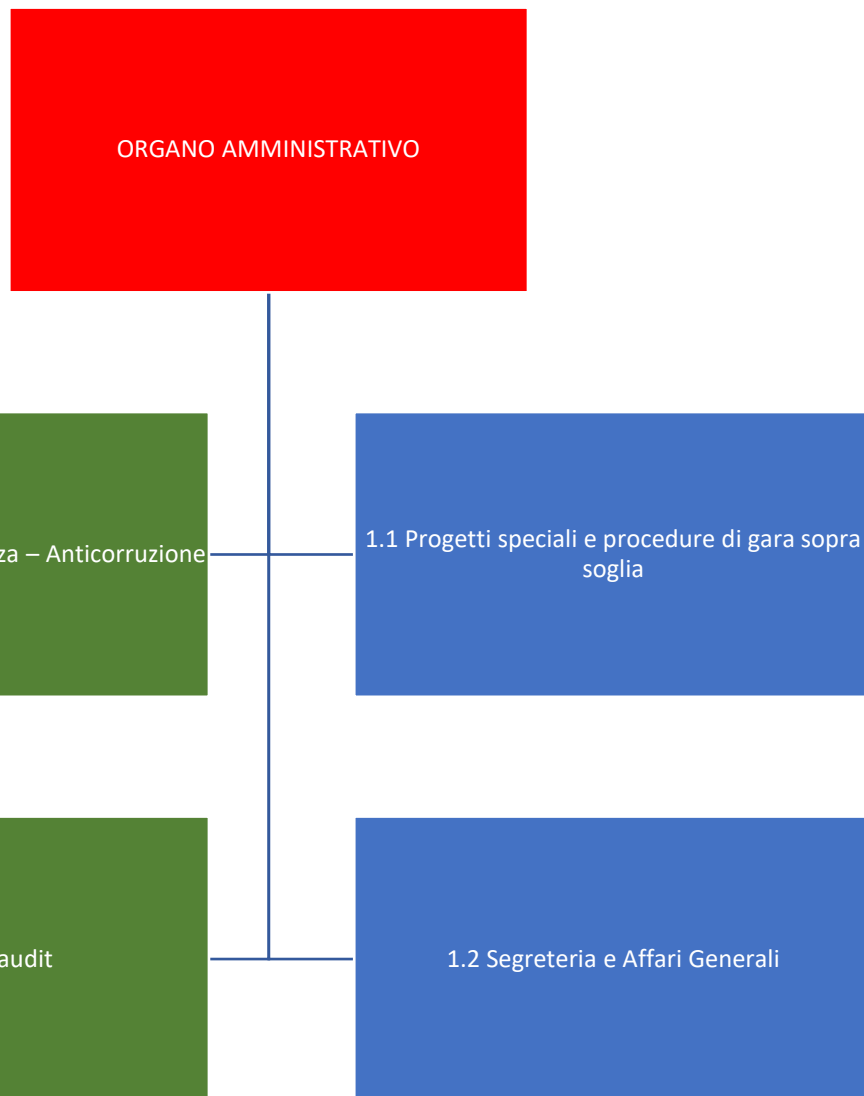 ORGANO AMMINISTRATIVO
za – Anticorruzione
1.1 Progetti speciali e procedure di gara sopra
soglia
audit
1.2 Segreteria e Affari Generali